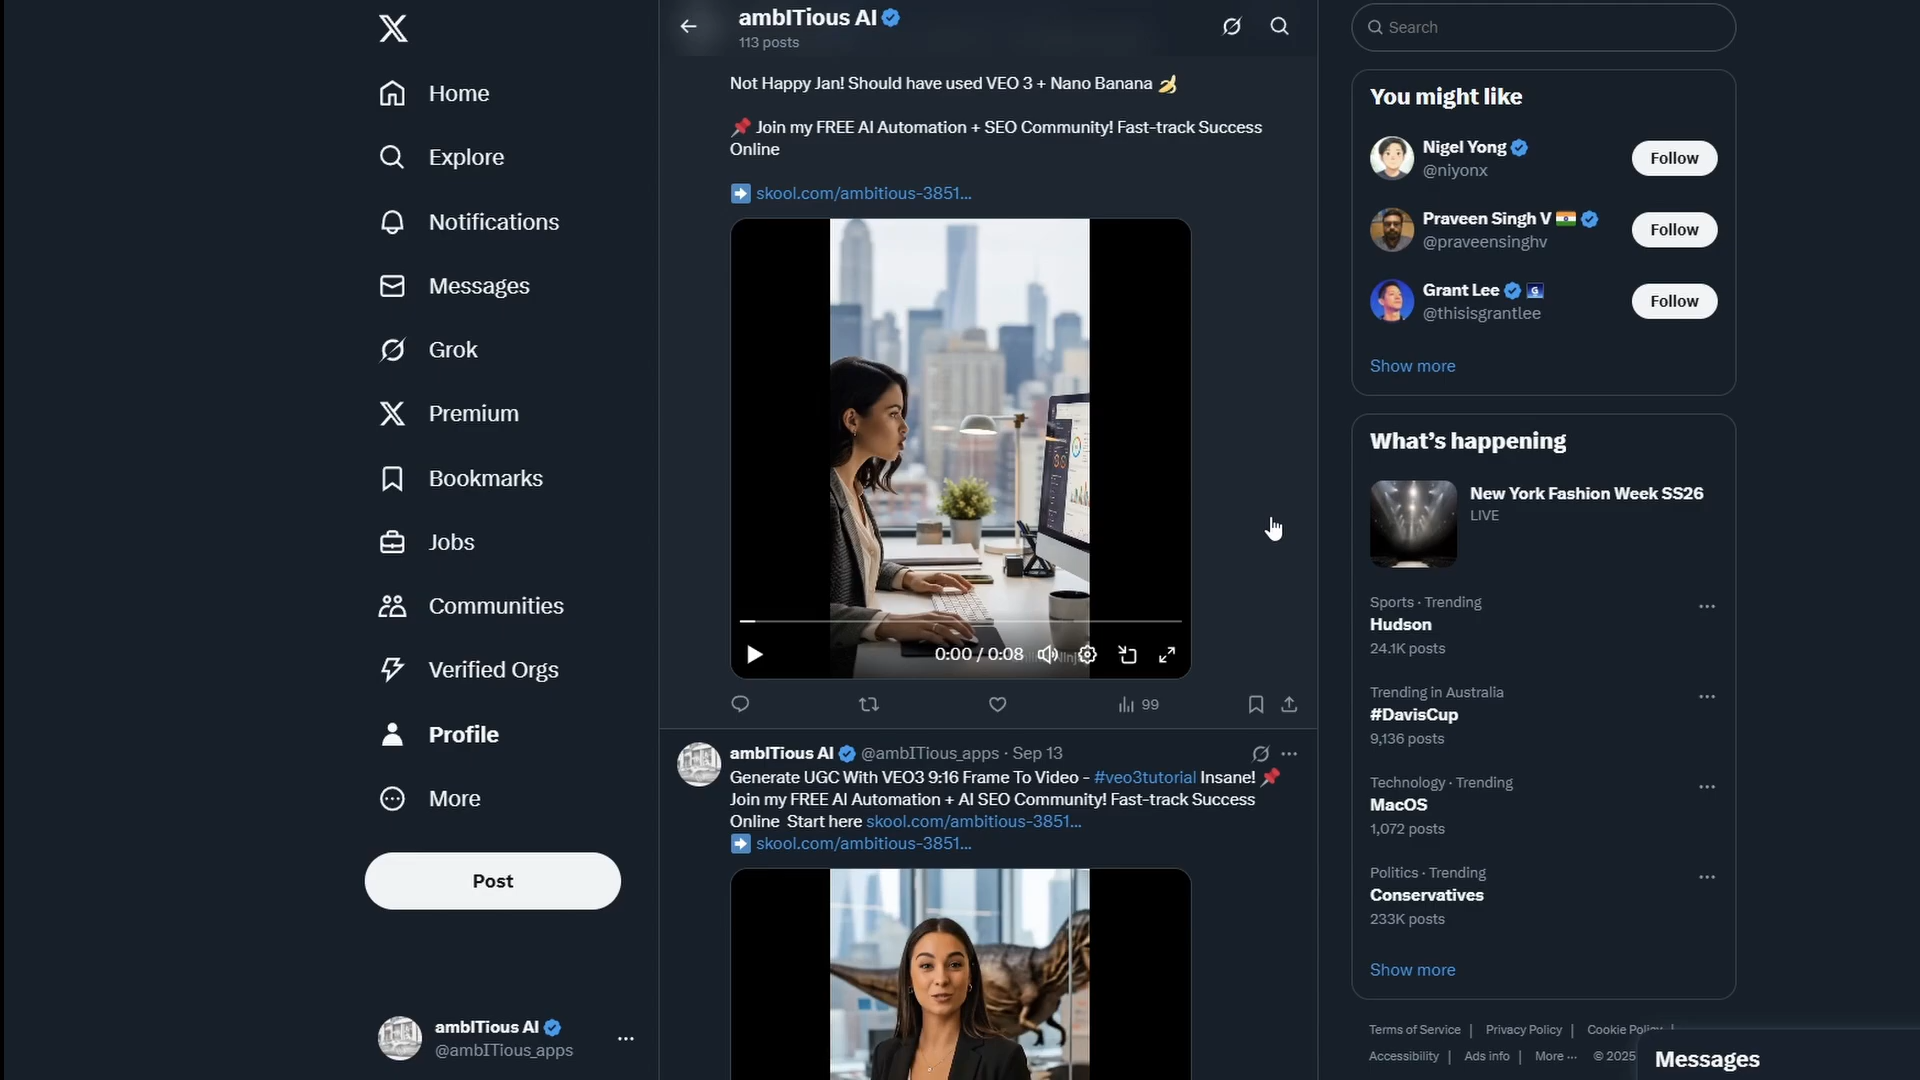 Home
Explore
Notifications
Messages
Grok
Premium
Bookmarks
Jobs
Communities
Verified Orgs
Profile
More
Post
ambITious AI
@ambITious_apps
ambITious AI
113 posts
Not Happy Jan! Should have used VEO 3 + Nano Banana 🍌
📌 Join my FREE AI Automation + SEO Community! Fast-track Success
Online
➡️ skool.com/ambitious-3851…
0:00 / 0:08
99
ambITious AI @ambITious_apps · Sep 13
Generate UGC With VEO3 9:16 Frame To Video - #veo3tutorial Insane! 📌
Join my FREE AI Automation + AI SEO Community! Fast-track Success
Online Start here skool.com/ambitious-3851…
➡️ skool.com/ambitious-3851…
Search
You might like
Nigel Yong
@niyonx
Follow
Praveen Singh V 🇮🇳
@praveensinghv
Follow
Grant Lee
@thisisgrantlee
Follow
Show more
What's happening
New York Fashion Week SS26
LIVE
Sports · Trending
Hudson
24.1K posts
Trending in Australia
#DavisCup
9,136 posts
Technology · Trending
MacOS
1,072 posts
Politics · Trending
Conservatives
233K posts
Show more
Terms of Service | Privacy Policy | Cookie Policy |
Accessibility | Ads info | More ··· © 2025
Messages